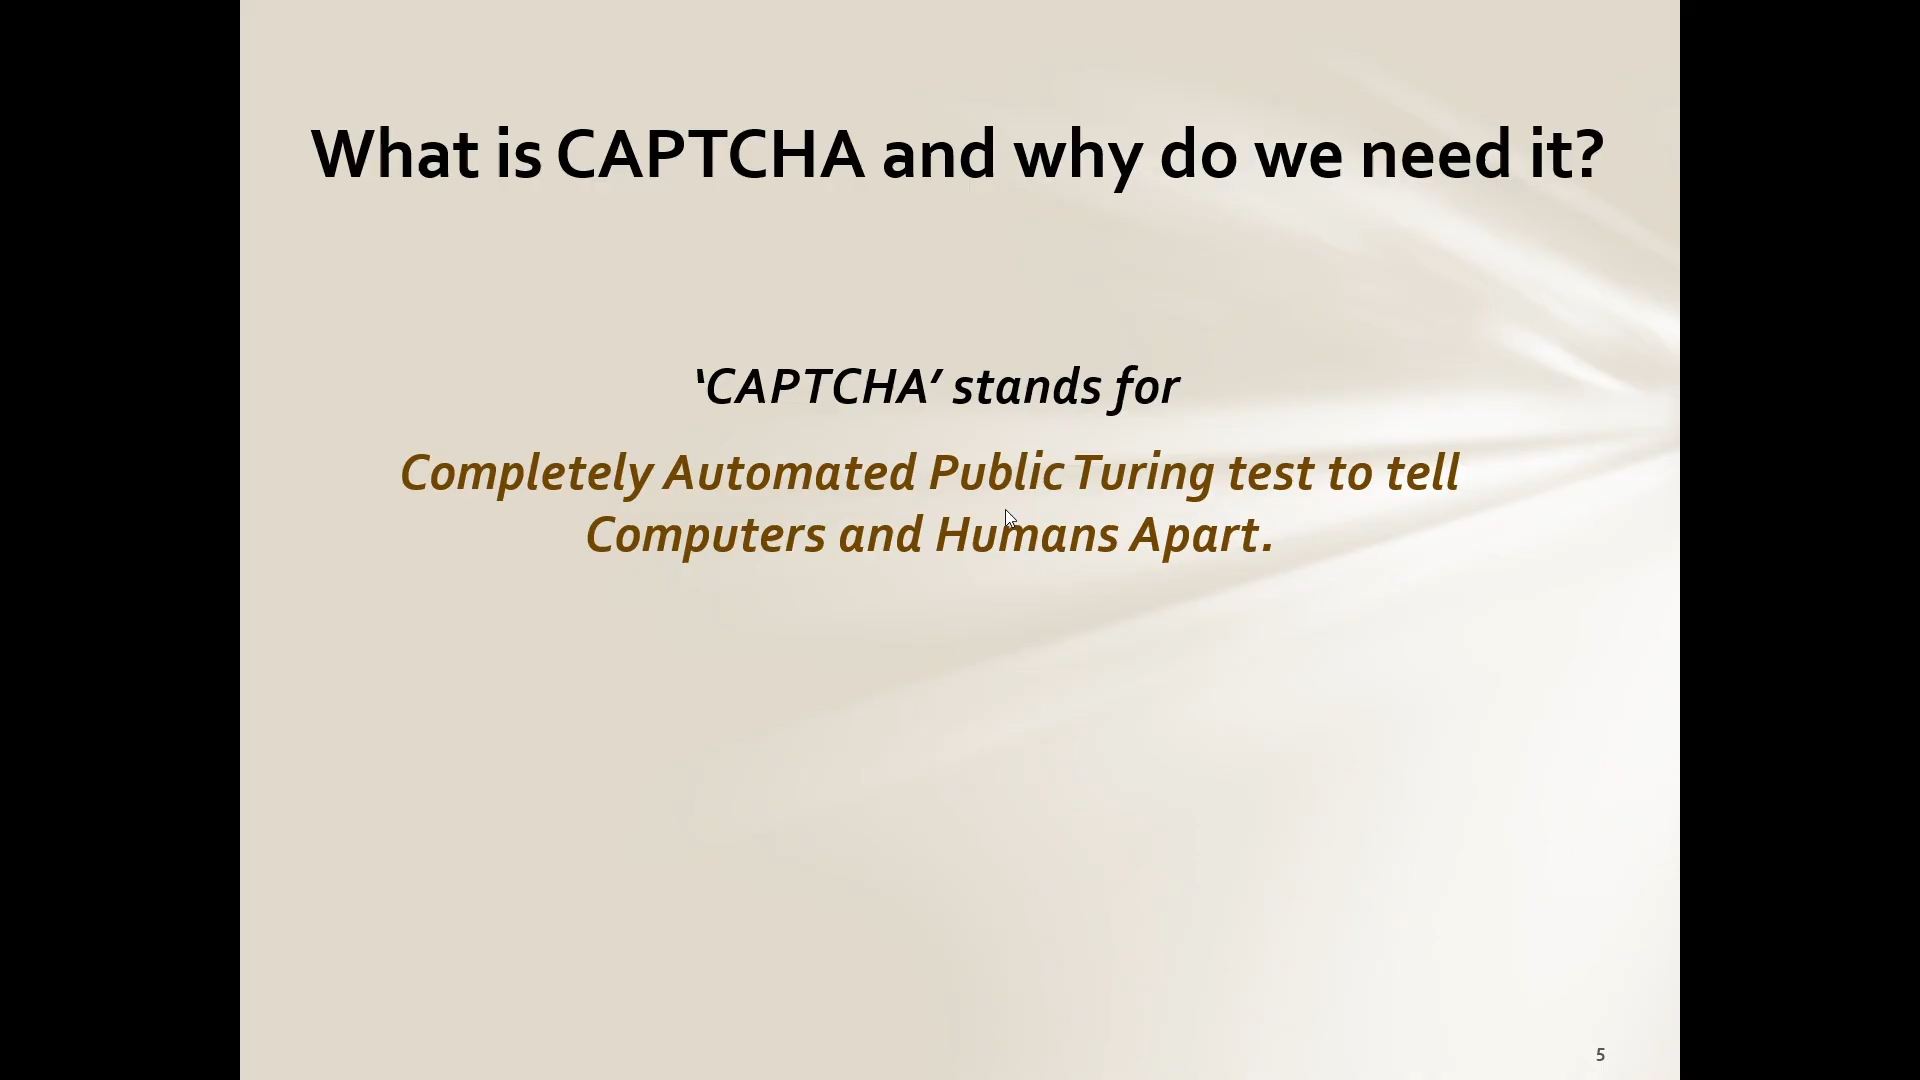 What is CAPTCHA and why do we need it?
‘CAPTCHA’ stands for
Completely Automated Public Turing test to tell
Computers and Humans Apart.
5